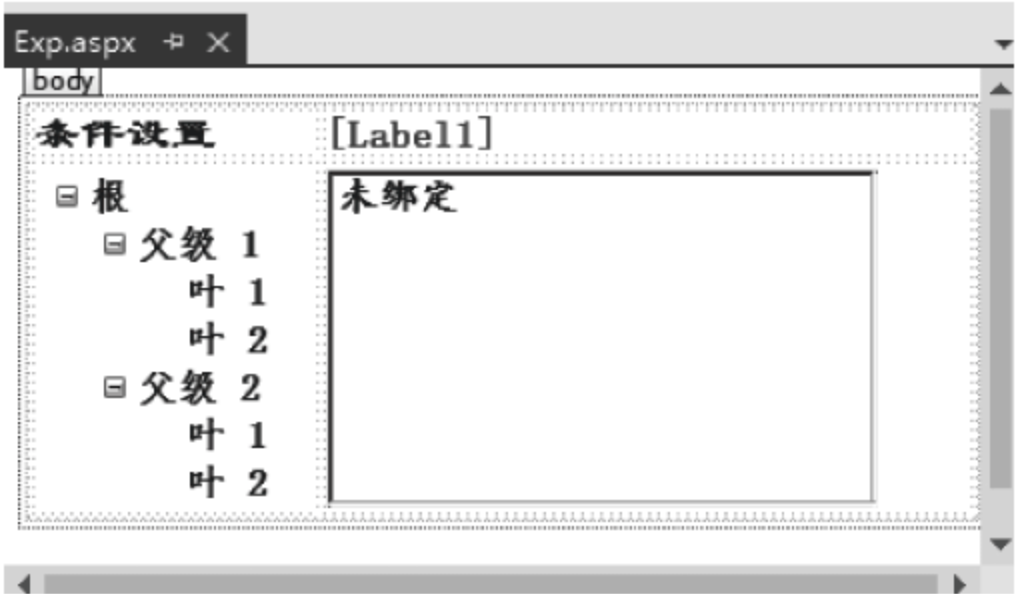 Exp.aspx
body
条件设置 [Label1]
根
未绑定
父级 1
叶 1
叶 2
父级 2
叶 1
叶 2